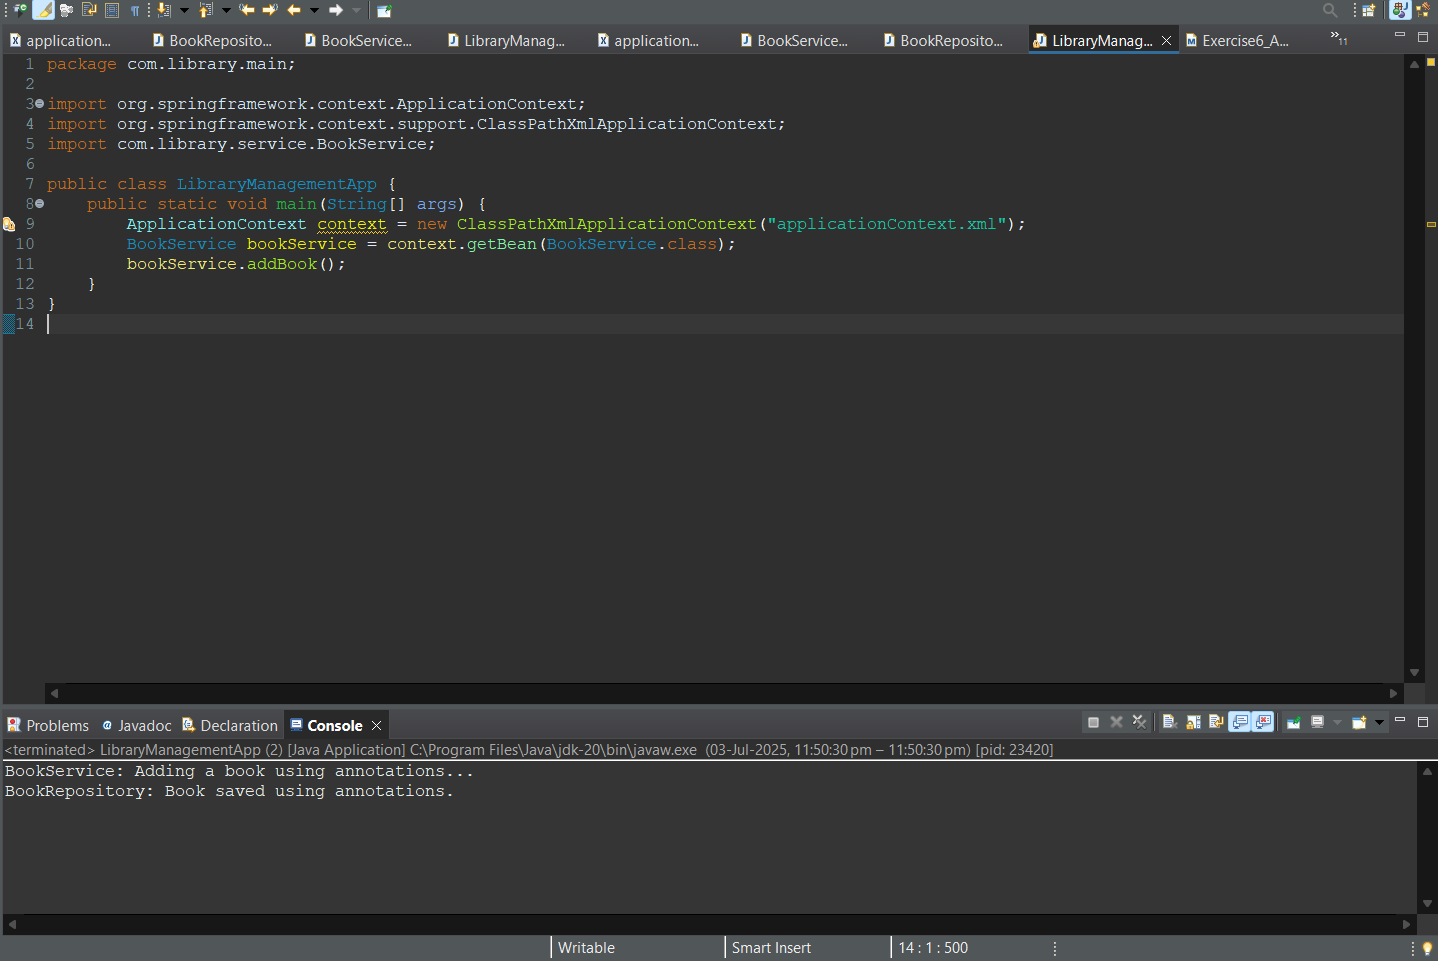 application... BookReposito... BookService... LibraryManag... application... BookService... BookReposito... LibraryManag... Exercise6_A... »11
1 package com.library.main;
2
3 import org.springframework.context.ApplicationContext;
4 import org.springframework.context.support.ClassPathXmlApplicationContext;
5 import com.library.service.BookService;
6
7 public class LibraryManagementApp {
8     public static void main(String[] args) {
9         ApplicationContext context = new ClassPathXmlApplicationContext("applicationContext.xml");
10         BookService bookService = context.getBean(BookService.class);
11         bookService.addBook();
12     }
13 }
14
Problems @ Javadoc Declaration Console
<terminated> LibraryManagementApp (2) [Java Application] C:\Program Files\Java\jdk-20\bin\javaw.exe (03-Jul-2025, 11:50:30 pm – 11:50:30 pm) [pid: 23420]
BookService: Adding a book using annotations...
BookRepository: Book saved using annotations.
Writable Smart Insert 14 : 1 : 500